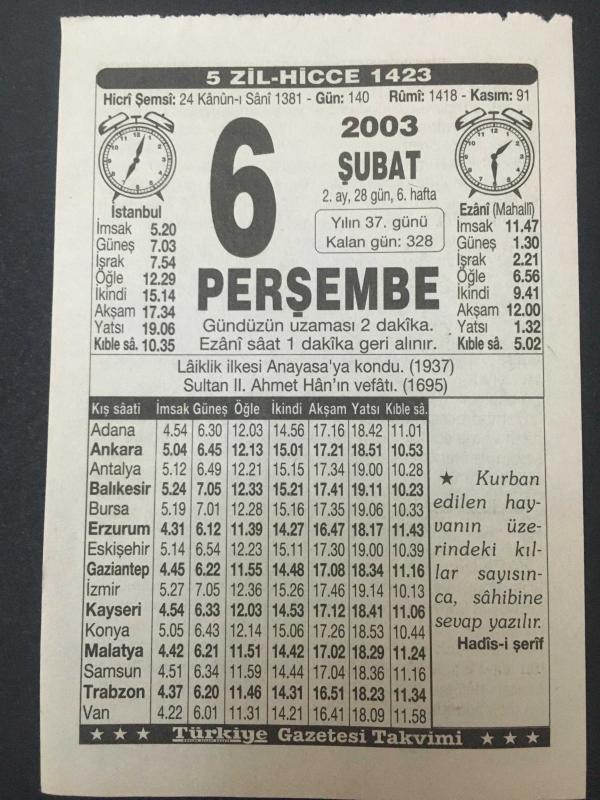 5 ZİL-HİCCE 1423
Hicrî Şemsî: 24 Kânûn-ı Sânî 1381 - Gün: 140 Rûmî: 1418 - Kasım: 91
6
2003
ŞUBAT
2. ay, 28 gün, 6. hafta
Yılın 37. günü
Kalan gün: 328
PERŞEMBE
Gündüzün uzaması 2 dakîka.
Ezânî sâat 1 dakîka geri alınır.
İstanbul
İmsak 5.20
Güneş 7.03
İşrak 7.54
Öğle 12.29
İkindi 15.14
Akşam 17.34
Yatsı 19.06
Kıble sâ. 10.35
Ezânî (Mahallî)
İmsak 11.47
Güneş 1.30
İşrak 2.21
Öğle 6.56
İkindi 9.41
Akşam 12.00
Yatsı 1.32
Kıble sâ. 5.02
Lâiklik ilkesi Anayasa'ya kondu. (1937)
Sultan II. Ahmet Hân'ın vefâtı. (1695)
Kış sâati İmsak Güneş Öğle İkindi Akşam Yatsı Kıble sâ.
Adana 4.54 6.30 12.03 14.56 17.16 18.42 11.01
Ankara 5.04 6.45 12.13 15.01 17.21 18.51 10.53
Antalya 5.12 6.49 12.21 15.15 17.34 19.00 10.28
Balıkesir 5.24 7.05 12.33 15.21 17.41 19.11 10.23
Bursa 5.19 7.01 12.28 15.16 17.35 19.06 10.33
Erzurum 4.31 6.12 11.39 14.27 16.47 18.17 11.43
Eskişehir 5.14 6.54 12.23 15.11 17.30 19.00 10.39
Gaziantep 4.45 6.22 11.55 14.48 17.08 18.34 11.16
İzmir 5.27 7.05 12.36 15.26 17.46 19.14 10.13
Kayseri 4.54 6.33 12.03 14.53 17.12 18.41 11.06
Konya 5.05 6.43 12.14 15.06 17.26 18.53 10.44
Malatya 4.42 6.21 11.51 14.42 17.02 18.29 11.24
Samsun 4.51 6.34 11.59 14.44 17.04 18.36 11.16
Trabzon 4.37 6.20 11.46 14.31 16.51 18.23 11.34
Van 4.22 6.01 11.31 14.21 16.41 18.09 11.58
★ Kurban
edilen hay-
vanın üze-
rindeki kıl-
lar sayısın-
ca, sâhibine
sevap yazılır.
Hadîs-i şerîf
★ ★ ★ Türkiye Gazetesi Takvimi ★ ★ ★